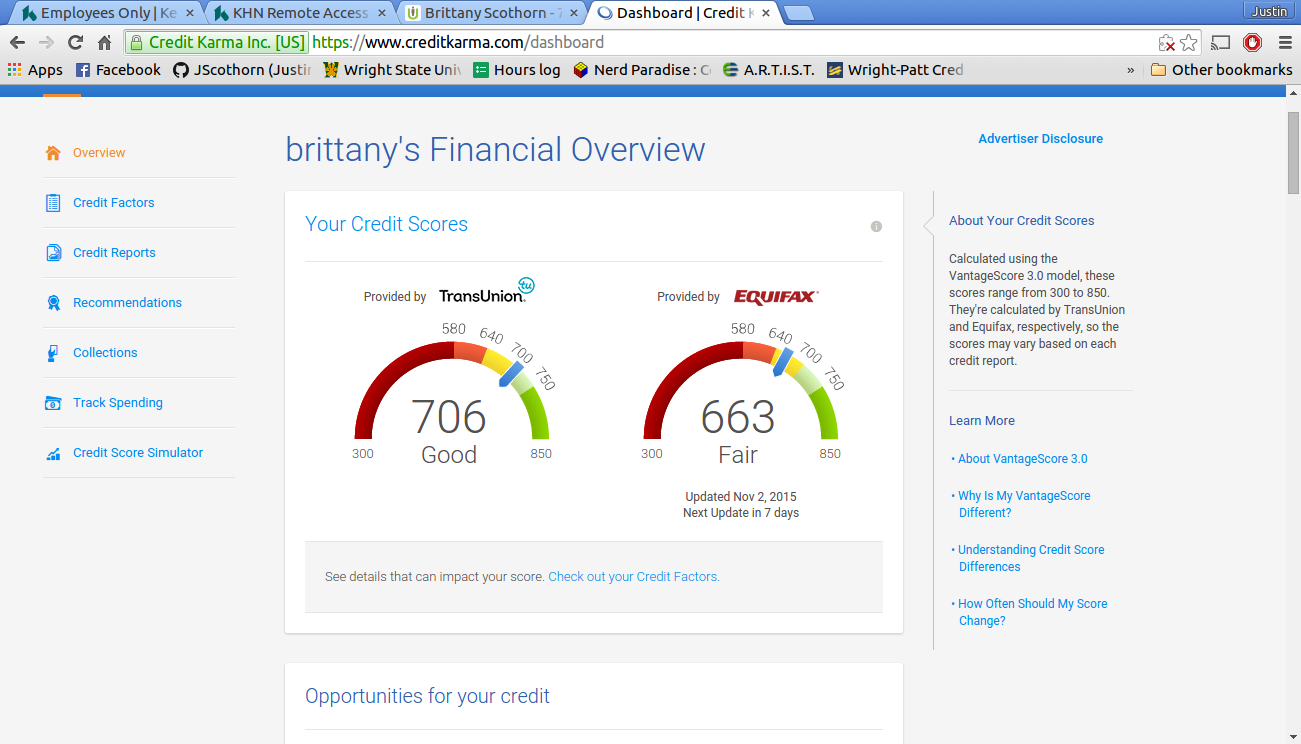 Employees Only | Ke
KHN Remote Access
Brittany Scothorn - 7
Dashboard | Credit K
Justin
Credit Karma Inc. [US]
https://www.creditkarma.com/dashboard
Apps
Facebook
JScothorn (Justin
Wright State Univ
Hours log
Nerd Paradise : C
A.R.T.I.S.T.
Wright-Patt Cred
»
Other bookmarks
Overview
Credit Factors
Credit Reports
Recommendations
Collections
Track Spending
Credit Score Simulator
brittany's Financial Overview
Your Credit Scores
Provided by TransUnion. tu
580 640 700 750
706
Good
300 850
Provided by EQUIFAX
580 640 700 750
663
Fair
300 850
Updated Nov 2, 2015
Next Update in 7 days
See details that can impact your score. Check out your Credit Factors.
Opportunities for your credit
Advertiser Disclosure
About Your Credit Scores
Calculated using the
VantageScore 3.0 model, these
scores range from 300 to 850.
They're calculated by TransUnion
and Equifax, respectively, so the
scores may vary based on each
credit report.
Learn More
• About VantageScore 3.0
• Why Is My VantageScore
Different?
• Understanding Credit Score
Differences
• How Often Should My Score
Change?